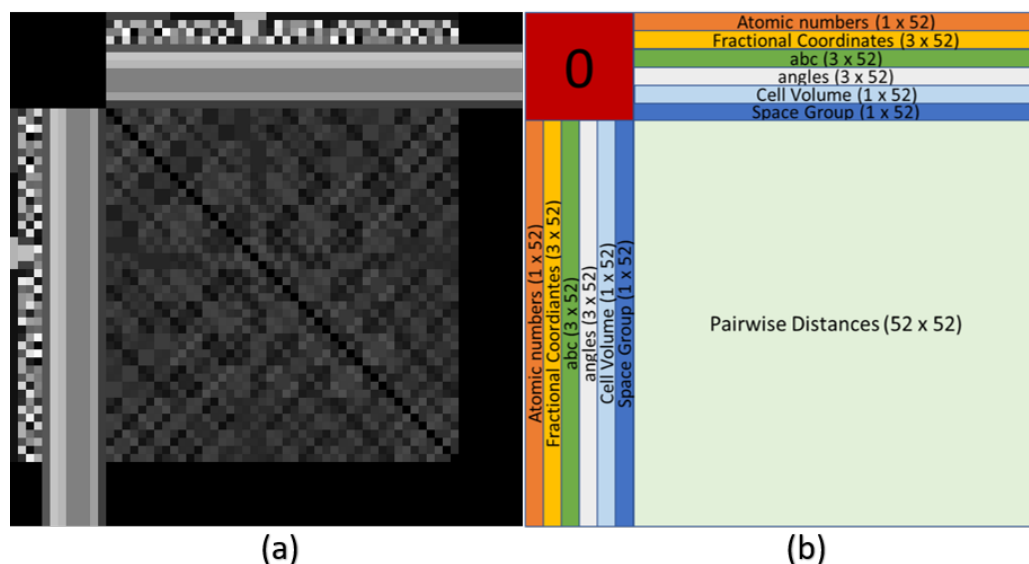 0
Atomic numbers (1 x 52)
Fractional Coordinates (3 x 52)
abc (3 x 52)
angles (3 x 52)
Cell Volume (1 x 52)
Space Group (1 x 52)
Atomic numbers (1 x 52)
Fractional Coordiantes (3 x 52)
abc (3 x 52)
angles (3 x 52)
Cell Volume (1 x 52)
Space Group (1 x 52)
Pairwise Distances (52 x 52)
(a)
(b)